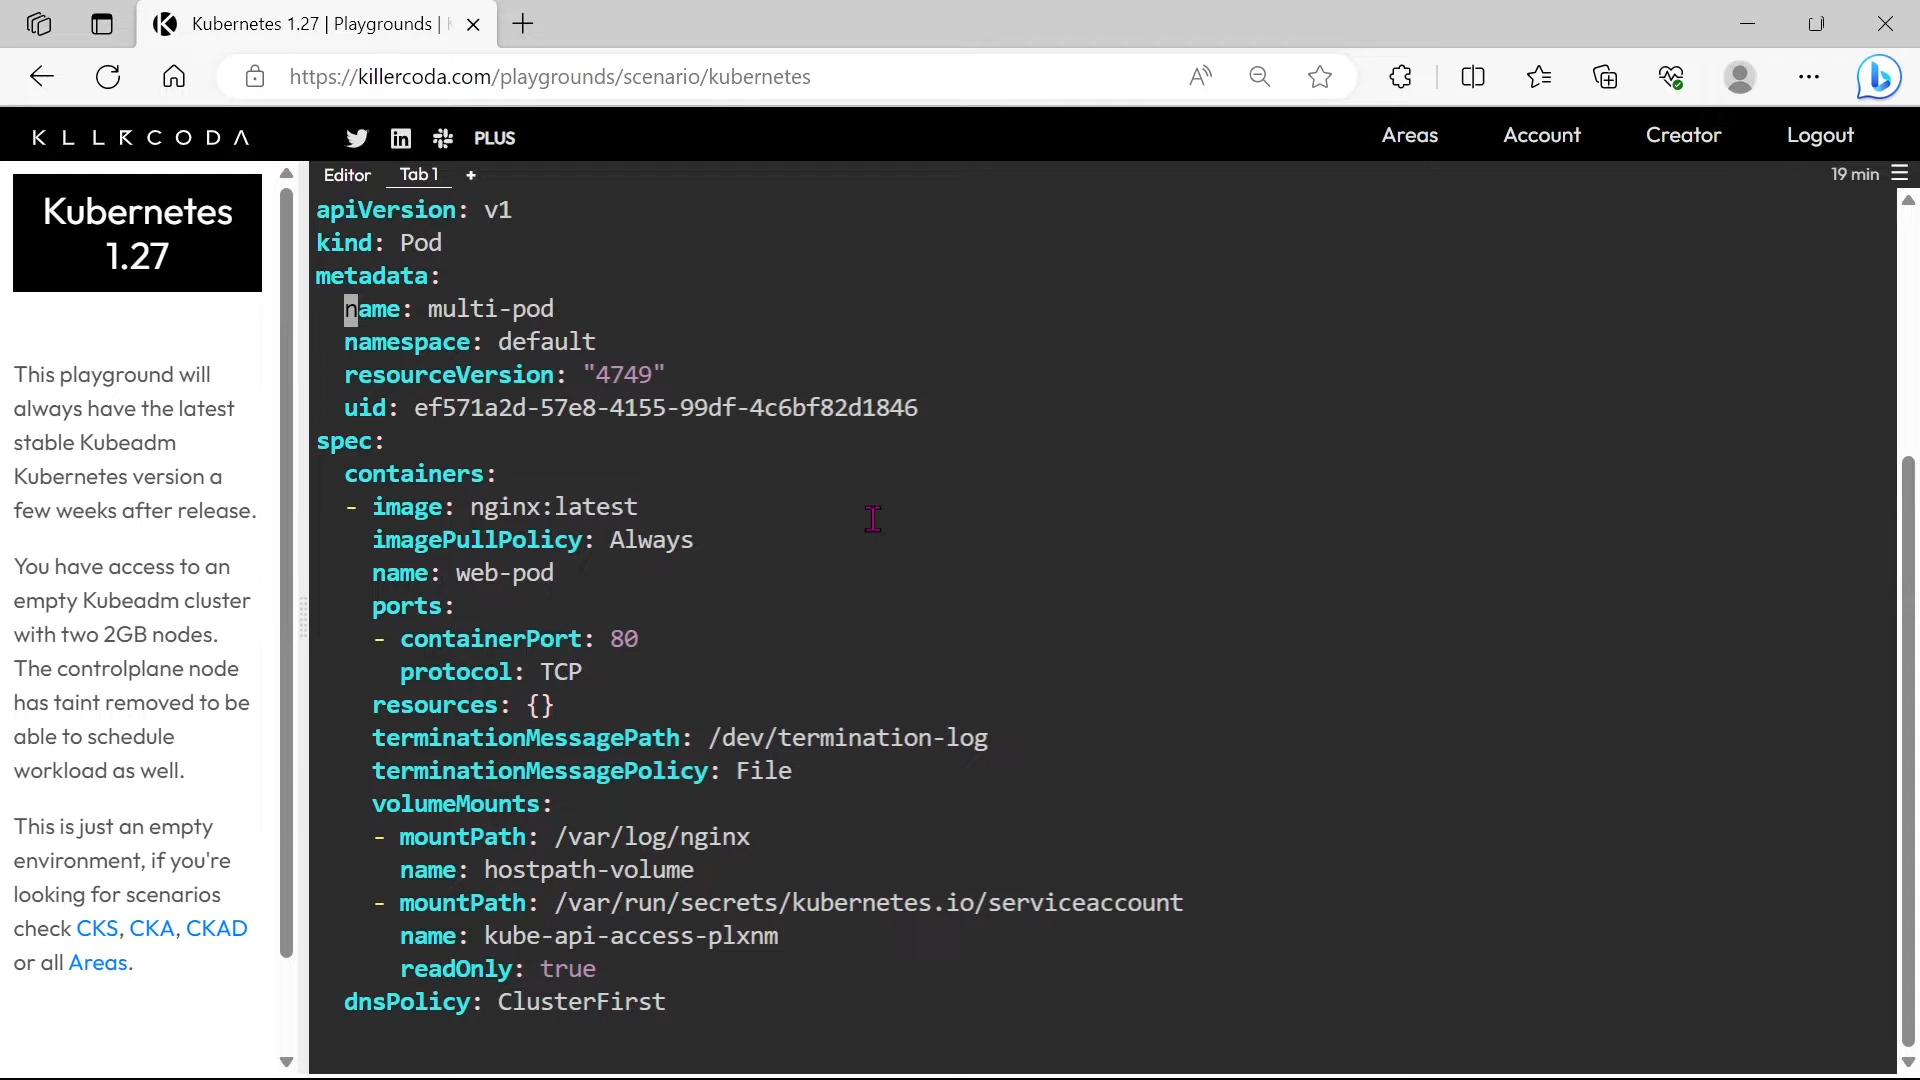 Kubernetes 1.27 | Playgrounds |
https://killercoda.com/playgrounds/scenario/kubernetes
KLLRCODA
PLUS
Areas
Account
Creator
Logout
Editor
Tab 1
+
19 min
Kubernetes
1.27
This playground will
always have the latest
stable Kubeadm
Kubernetes version a
few weeks after release.
You have access to an
empty Kubeadm cluster
with two 2GB nodes.
The controlplane node
has taint removed to be
able to schedule
workload as well.
This is just an empty
environment, if you're
looking for scenarios
check CKS, CKA, CKAD
or all Areas.
apiVersion: v1
kind: Pod
metadata:
  name: multi-pod
  namespace: default
  resourceVersion: "4749"
  uid: ef571a2d-57e8-4155-99df-4c6bf82d1846
spec:
  containers:
  - image: nginx:latest
    imagePullPolicy: Always
    name: web-pod
    ports:
    - containerPort: 80
      protocol: TCP
    resources: {}
    terminationMessagePath: /dev/termination-log
    terminationMessagePolicy: File
    volumeMounts:
    - mountPath: /var/log/nginx
      name: hostpath-volume
    - mountPath: /var/run/secrets/kubernetes.io/serviceaccount
      name: kube-api-access-plxnm
      readOnly: true
  dnsPolicy: ClusterFirst